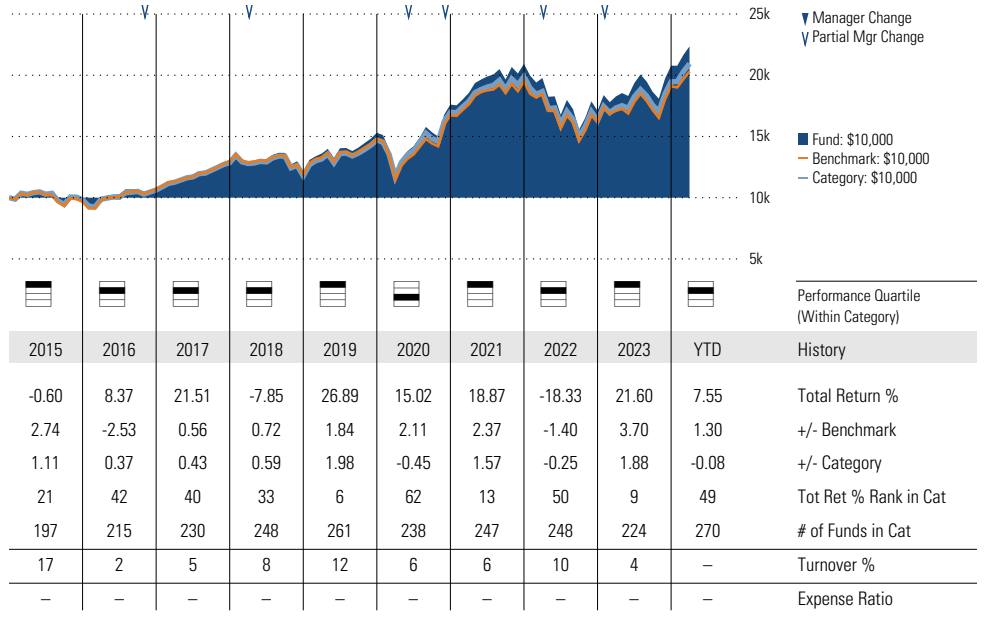 25k
Manager Change
Partial Mgr Change
20k
15k
Fund: $10,000
Benchmark: $10,000
Category: $10,000
10k
5k
Performance Quartile
(Within Category)
2015 2016 2017 2018 2019 2020 2021 2022 2023 YTD History
-0.60 8.37 21.51 -7.85 26.89 15.02 18.87 -18.33 21.60 7.55 Total Return %
2.74 -2.53 0.56 0.72 1.84 2.11 2.37 -1.40 3.70 1.30 +/- Benchmark
1.11 0.37 0.43 0.59 1.98 -0.45 1.57 -0.25 1.88 -0.08 +/- Category
21 42 40 33 6 62 13 50 9 49 Tot Ret % Rank in Cat
197 215 230 248 261 238 247 248 224 270 # of Funds in Cat
17 2 5 8 12 6 6 10 4 – Turnover %
– – – – – – – – – – Expense Ratio